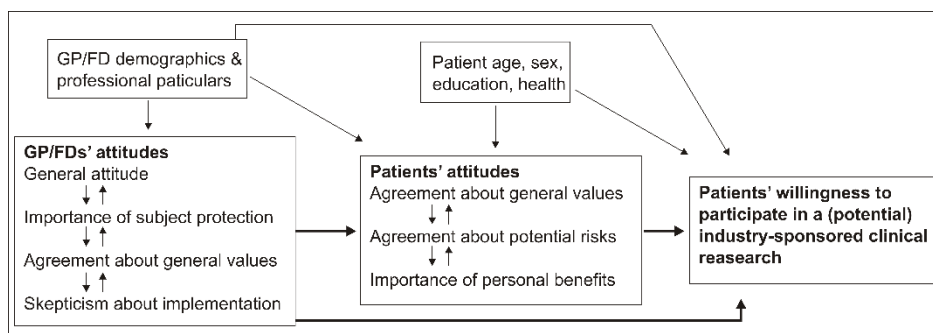 GP/FD demographics &
professional paticulars
Patient age, sex,
education, health
GP/FDs' attitudes
General attitude
Importance of subject protection
Agreement about general values
Skepticism about implementation
Patients' attitudes
Agreement about general values
Agreement about potential risks
Importance of personal benefits
Patients' willingness to
participate in a (potential)
industry-sponsored clinical
reasearch